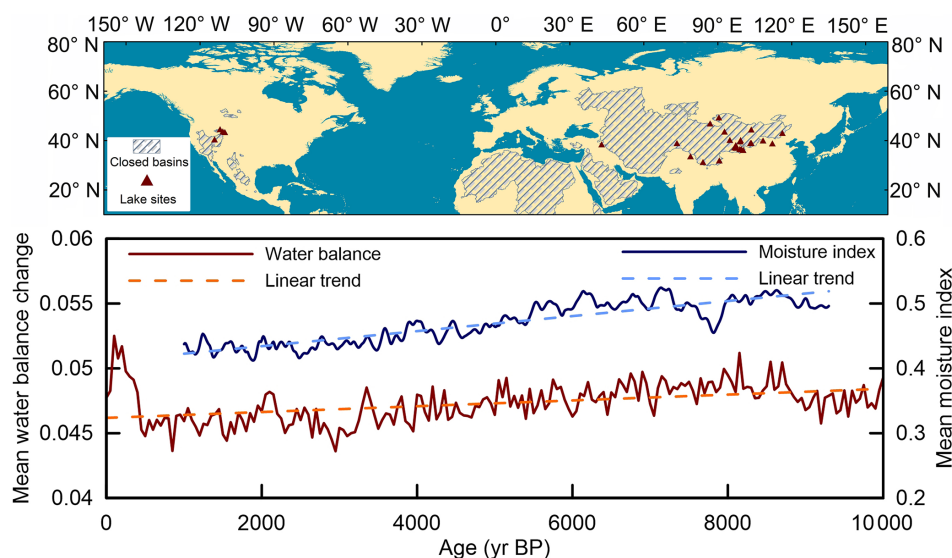 150° W 120° W 90° W 60° W 30° W 0° 30° E 60° E 90° E 120° E 150° E
80° N 80° N
60° N 60° N
40° N 40° N
20° N 20° N
Closed basins
Lake sites
0.06 0.6
Water balance Moisture index
Linear trend Linear trend
0.055 0.5
0.05 0.4
0.045 0.3
0.04 0.2
Mean water balance change
Mean moisture index
0 2000 4000 6000 8000 10000
Age (yr BP)